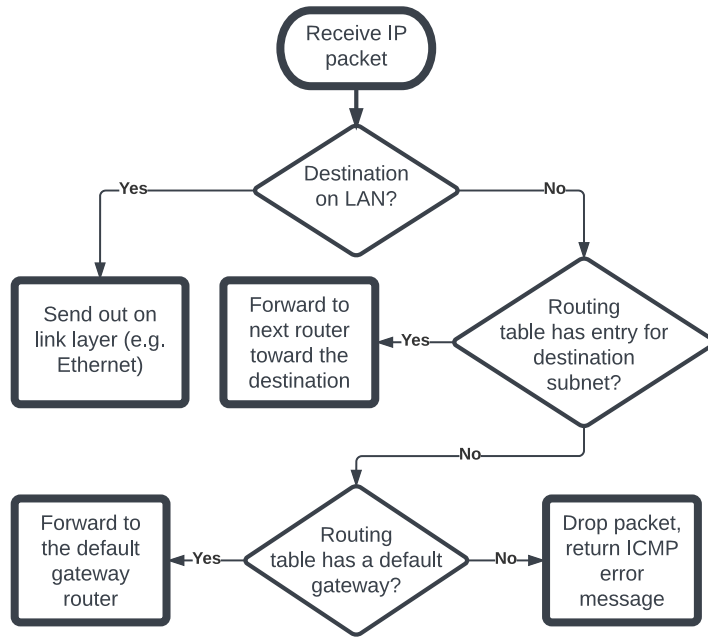 Receive IP
packet
Destination
on LAN?
Yes
No
Send out on
link layer (e.g.
Ethernet)
Forward to
next router
toward the
destination
Yes
Routing
table has entry for
destination
subnet?
No
Forward to
the default
gateway
router
Yes
Routing
table has a default
gateway?
No
Drop packet,
return ICMP
error
message